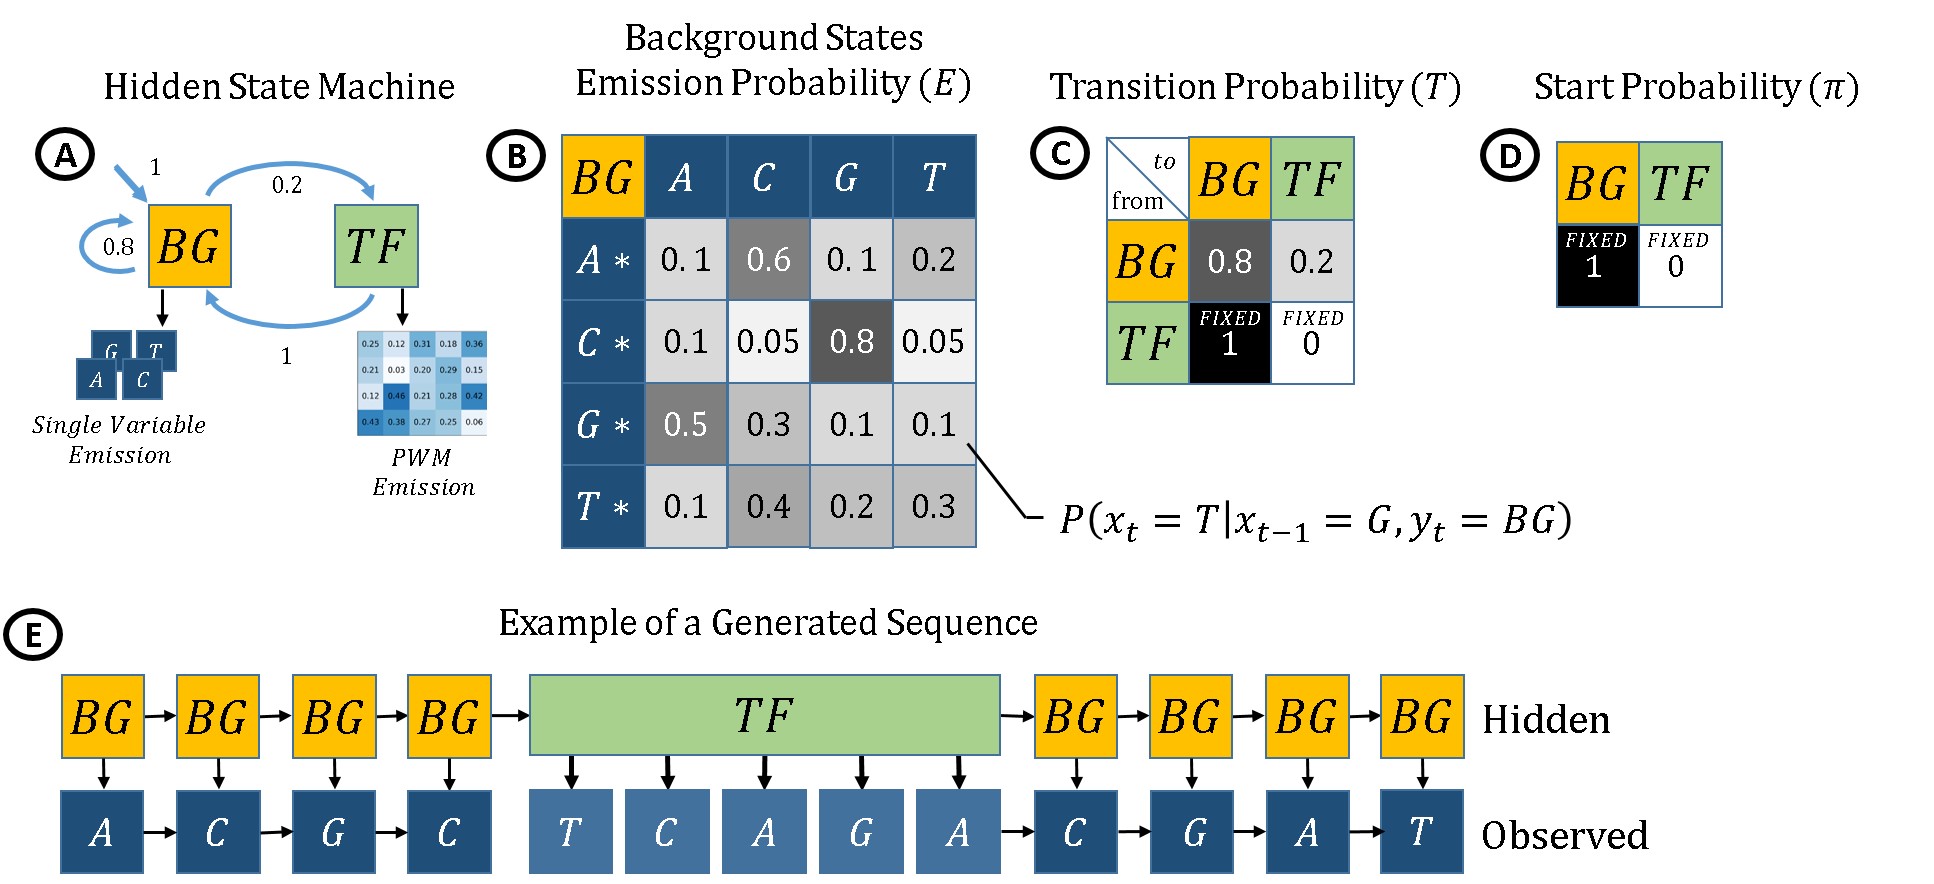 Hidden State Machine
A
1
0.2
0.8
BG
TF
1
G T
A C
Single Variable
Emission
0.25 0.12 0.31 0.18 0.36
0.21 0.03 0.20 0.29 0.15
0.12 0.46 0.21 0.28 0.42
0.43 0.38 0.27 0.25 0.06
PWM
Emission
Background States
Emission Probability (E)
B
BG A C G T
A * 0.1 0.6 0.1 0.2
C * 0.1 0.05 0.8 0.05
G * 0.5 0.3 0.1 0.1
T * 0.1 0.4 0.2 0.3
P(x_t = T|x_{t-1} = G, y_t = BG)
Transition Probability (T)
C
to
from
BG TF
BG 0.8 0.2
TF
FIXED FIXED
1 0
Start Probability (π)
D
BG TF
FIXED FIXED
1 0
E
Example of a Generated Sequence
BG BG BG BG TF BG BG BG BG Hidden
A C G C T C A G A C G A T Observed